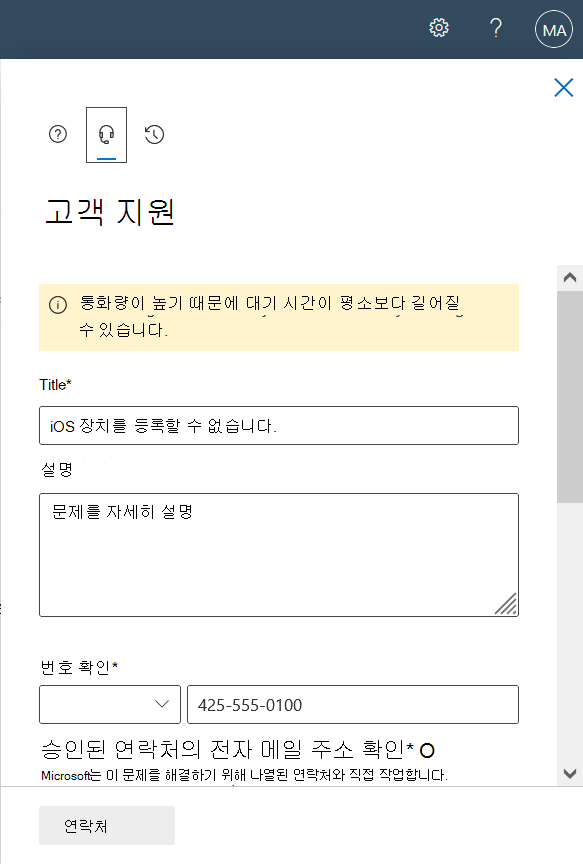 MA
고객 지원
통화량이 높기 때문에 대기 시간이 평소보다 길어질
수 있습니다.
Title*
iOS 장치를 등록할 수 없습니다.
설명
문제를 자세히 설명
번호 확인*
425-555-0100
승인된 연락처의 전자 메일 주소 확인* O
Microsoft는 이 문제를 해결하기 위해 나열된 연락처와 직접 작업합니다.
연락처